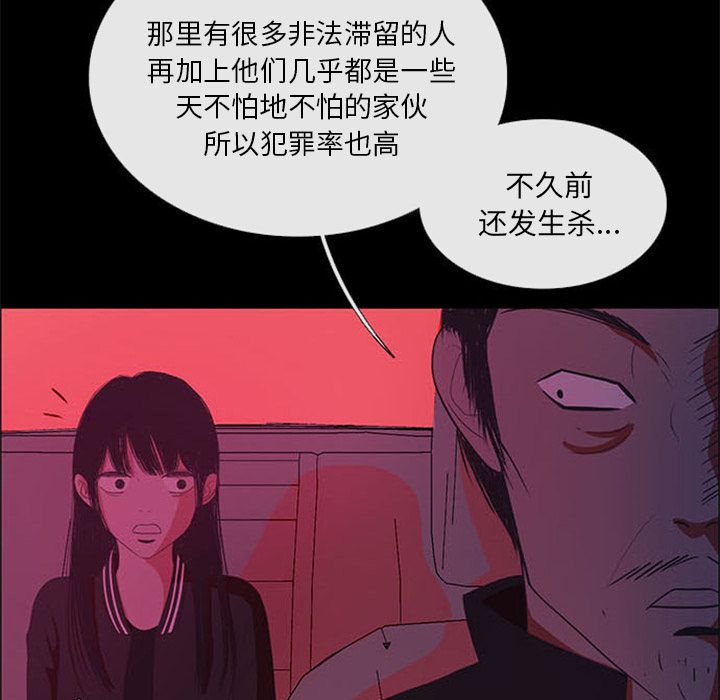 那里有很多非法滞留的人
再加上他们几乎都是一些
天不怕地不怕的家伙
所以犯罪率也高
不久前
还发生杀...